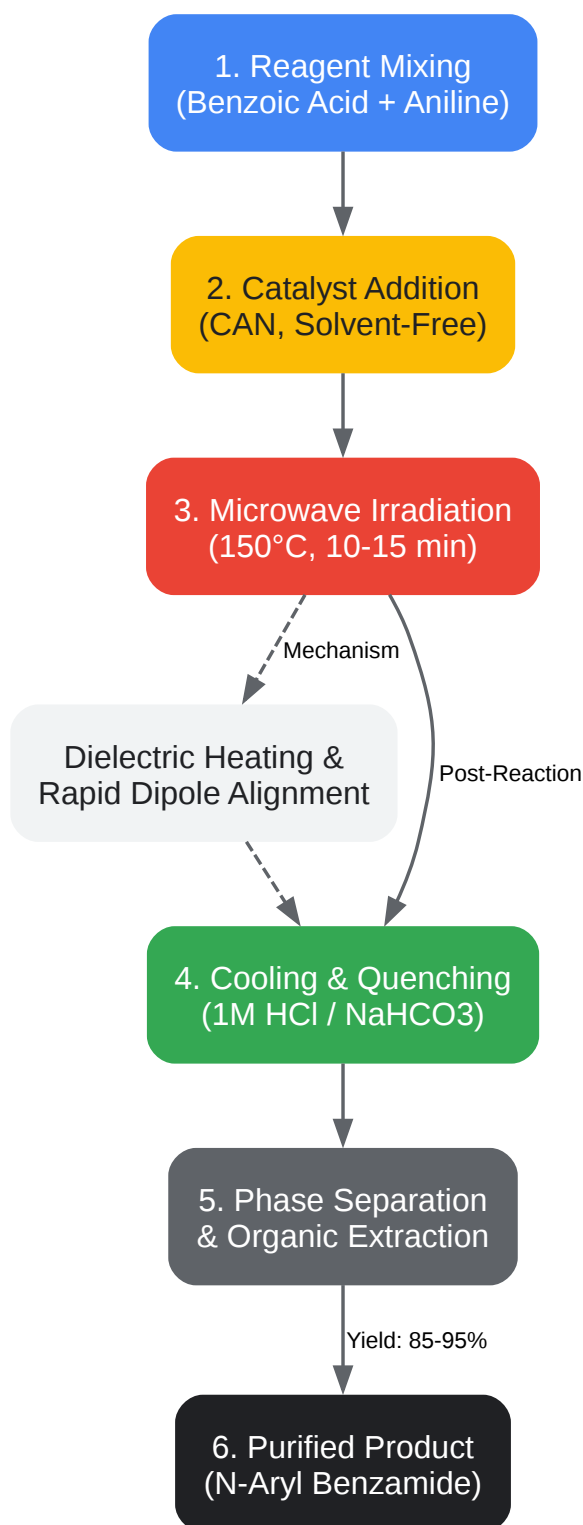 1. Reagent Mixing
(Benzoic Acid + Aniline)
2. Catalyst Addition
(CAN, Solvent-Free)
3. Microwave Irradiation
(150°C, 10-15 min)
Mechanism
Dielectric Heating &
Rapid Dipole Alignment
Post-Reaction
4. Cooling & Quenching
(1M HCl / NaHCO3)
5. Phase Separation
& Organic Extraction
Yield: 85-95%
6. Purified Product
(N-Aryl Benzamide)